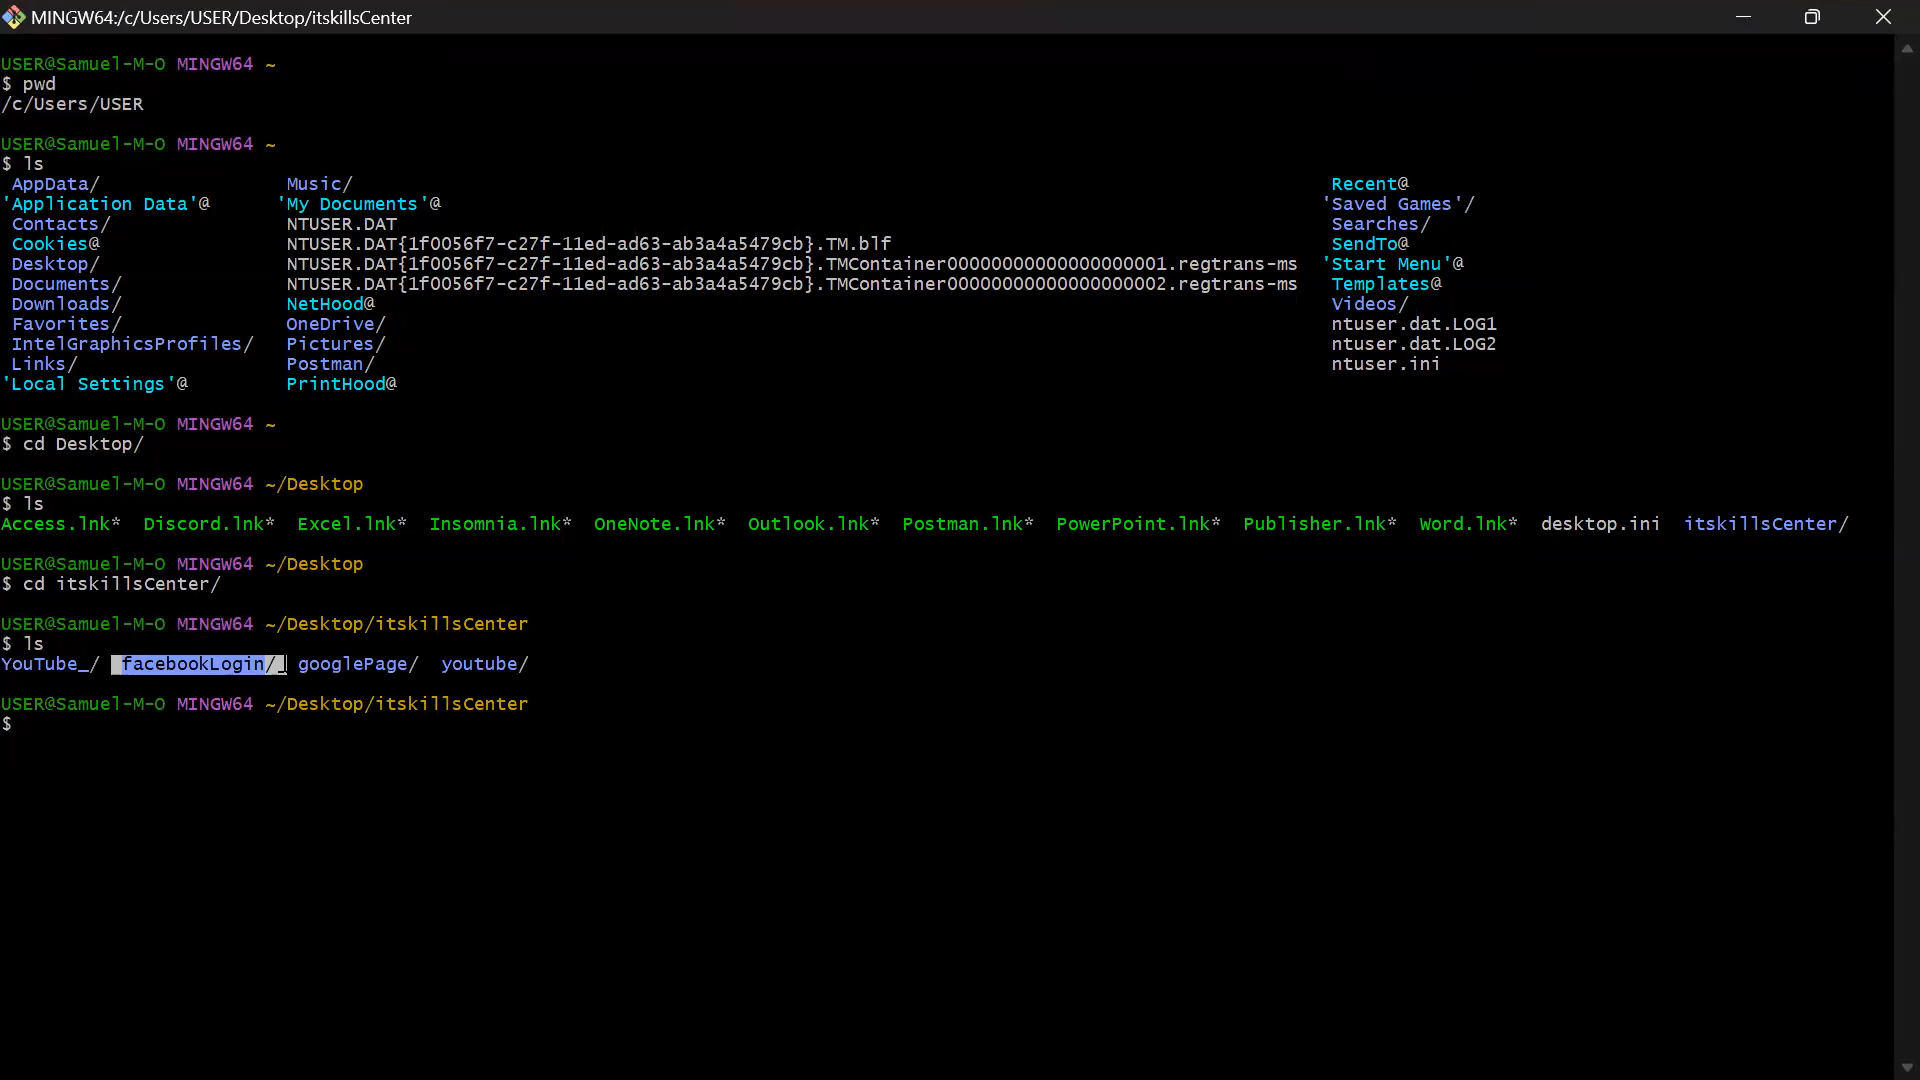 MINGW64:/c/Users/USER/Desktop/itskillsCenter
USER@Samuel-M-O MINGW64 ~
$ pwd
/c/Users/USER
USER@Samuel-M-O MINGW64 ~
$ ls
AppData/ Music/ Recent@
'Application Data'@ 'My Documents'@ 'Saved Games'/
Contacts/ NTUSER.DAT Searches/
Cookies@ NTUSER.DAT{1f0056f7-c27f-11ed-ad63-ab3a4a5479cb}.TM.blf SendTo@
Desktop/ NTUSER.DAT{1f0056f7-c27f-11ed-ad63-ab3a4a5479cb}.TMContainer00000000000000000001.regtrans-ms 'Start Menu'@
Documents/ NTUSER.DAT{1f0056f7-c27f-11ed-ad63-ab3a4a5479cb}.TMContainer00000000000000000002.regtrans-ms Templates@
Downloads/ NetHood@ Videos/
Favorites/ OneDrive/ ntuser.dat.LOG1
IntelGraphicsProfiles/ Pictures/ ntuser.dat.LOG2
Links/ Postman/ ntuser.ini
'Local Settings'@ PrintHood@
USER@Samuel-M-O MINGW64 ~
$ cd Desktop/
USER@Samuel-M-O MINGW64 ~/Desktop
$ ls
Access.lnk* Discord.lnk* Excel.lnk* Insomnia.lnk* OneNote.lnk* Outlook.lnk* Postman.lnk* PowerPoint.lnk* Publisher.lnk* Word.lnk* desktop.ini itskillsCenter/
USER@Samuel-M-O MINGW64 ~/Desktop
$ cd itskillsCenter/
USER@Samuel-M-O MINGW64 ~/Desktop/itskillsCenter
$ ls
YouTube_/ facebookLogin/ googlePage/ youtube/
USER@Samuel-M-O MINGW64 ~/Desktop/itskillsCenter
$